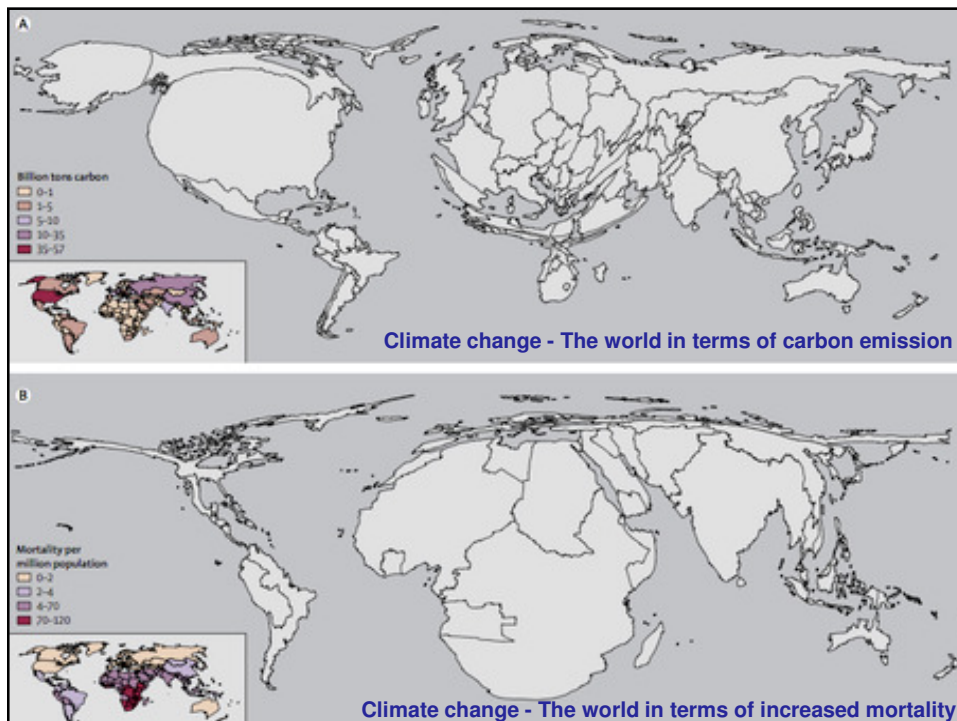 A
Billion tons carbon
0-1
1-5
5-10
10-35
35-57
Climate change - The world in terms of carbon emission
B
Mortality per
million population
0-2
2-4
4-70
70-120
Climate change - The world in terms of increased mortality